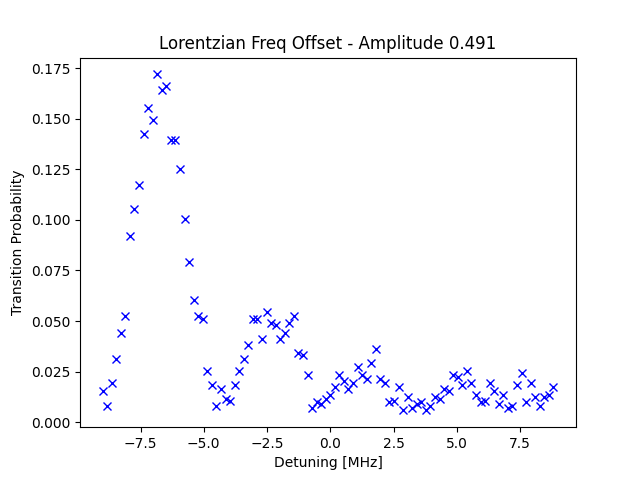 Lorentzian Freq Offset - Amplitude 0.491
Transition Probability
0.175
0.150
0.125
0.100
0.075
0.050
0.025
0.000
−7.5 −5.0 −2.5 0.0 2.5 5.0 7.5
Detuning [MHz]